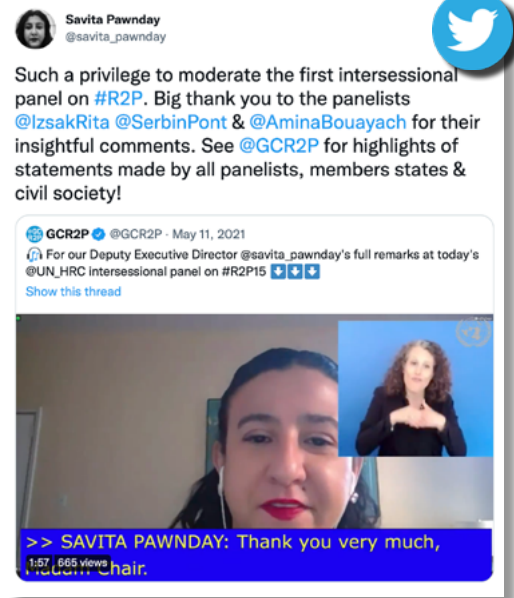 Savita Pawnday
@savita_pawnday
Such a privilege to moderate the first intersessional
panel on #R2P. Big thank you to the panelists
@IzsakRita @SerbinPont & @AminaBouayach for their
insightful comments. See @GCR2P for highlights of
statements made by all panelists, members states &
civil society!
GCR2P @GCR2P · May 11, 2021
For our Deputy Executive Director @savita_pawnday's full remarks at today's
@UN_HRC intersessional panel on #R2P15
Show this thread
>> SAVITA PAWNDAY: Thank you very much,
Madam Chair.
1:57 665 views